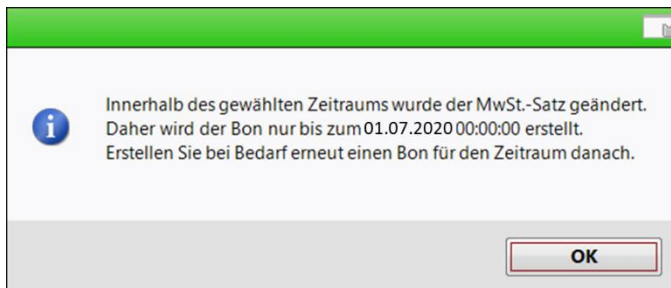 Innerhalb des gewählten Zeitraums wurde der MwSt.-Satz geändert.
Daher wird der Bon nur bis zum 01.07.2020 00:00:00 erstellt.
Erstellen Sie bei Bedarf erneut einen Bon für den Zeitraum danach.
OK